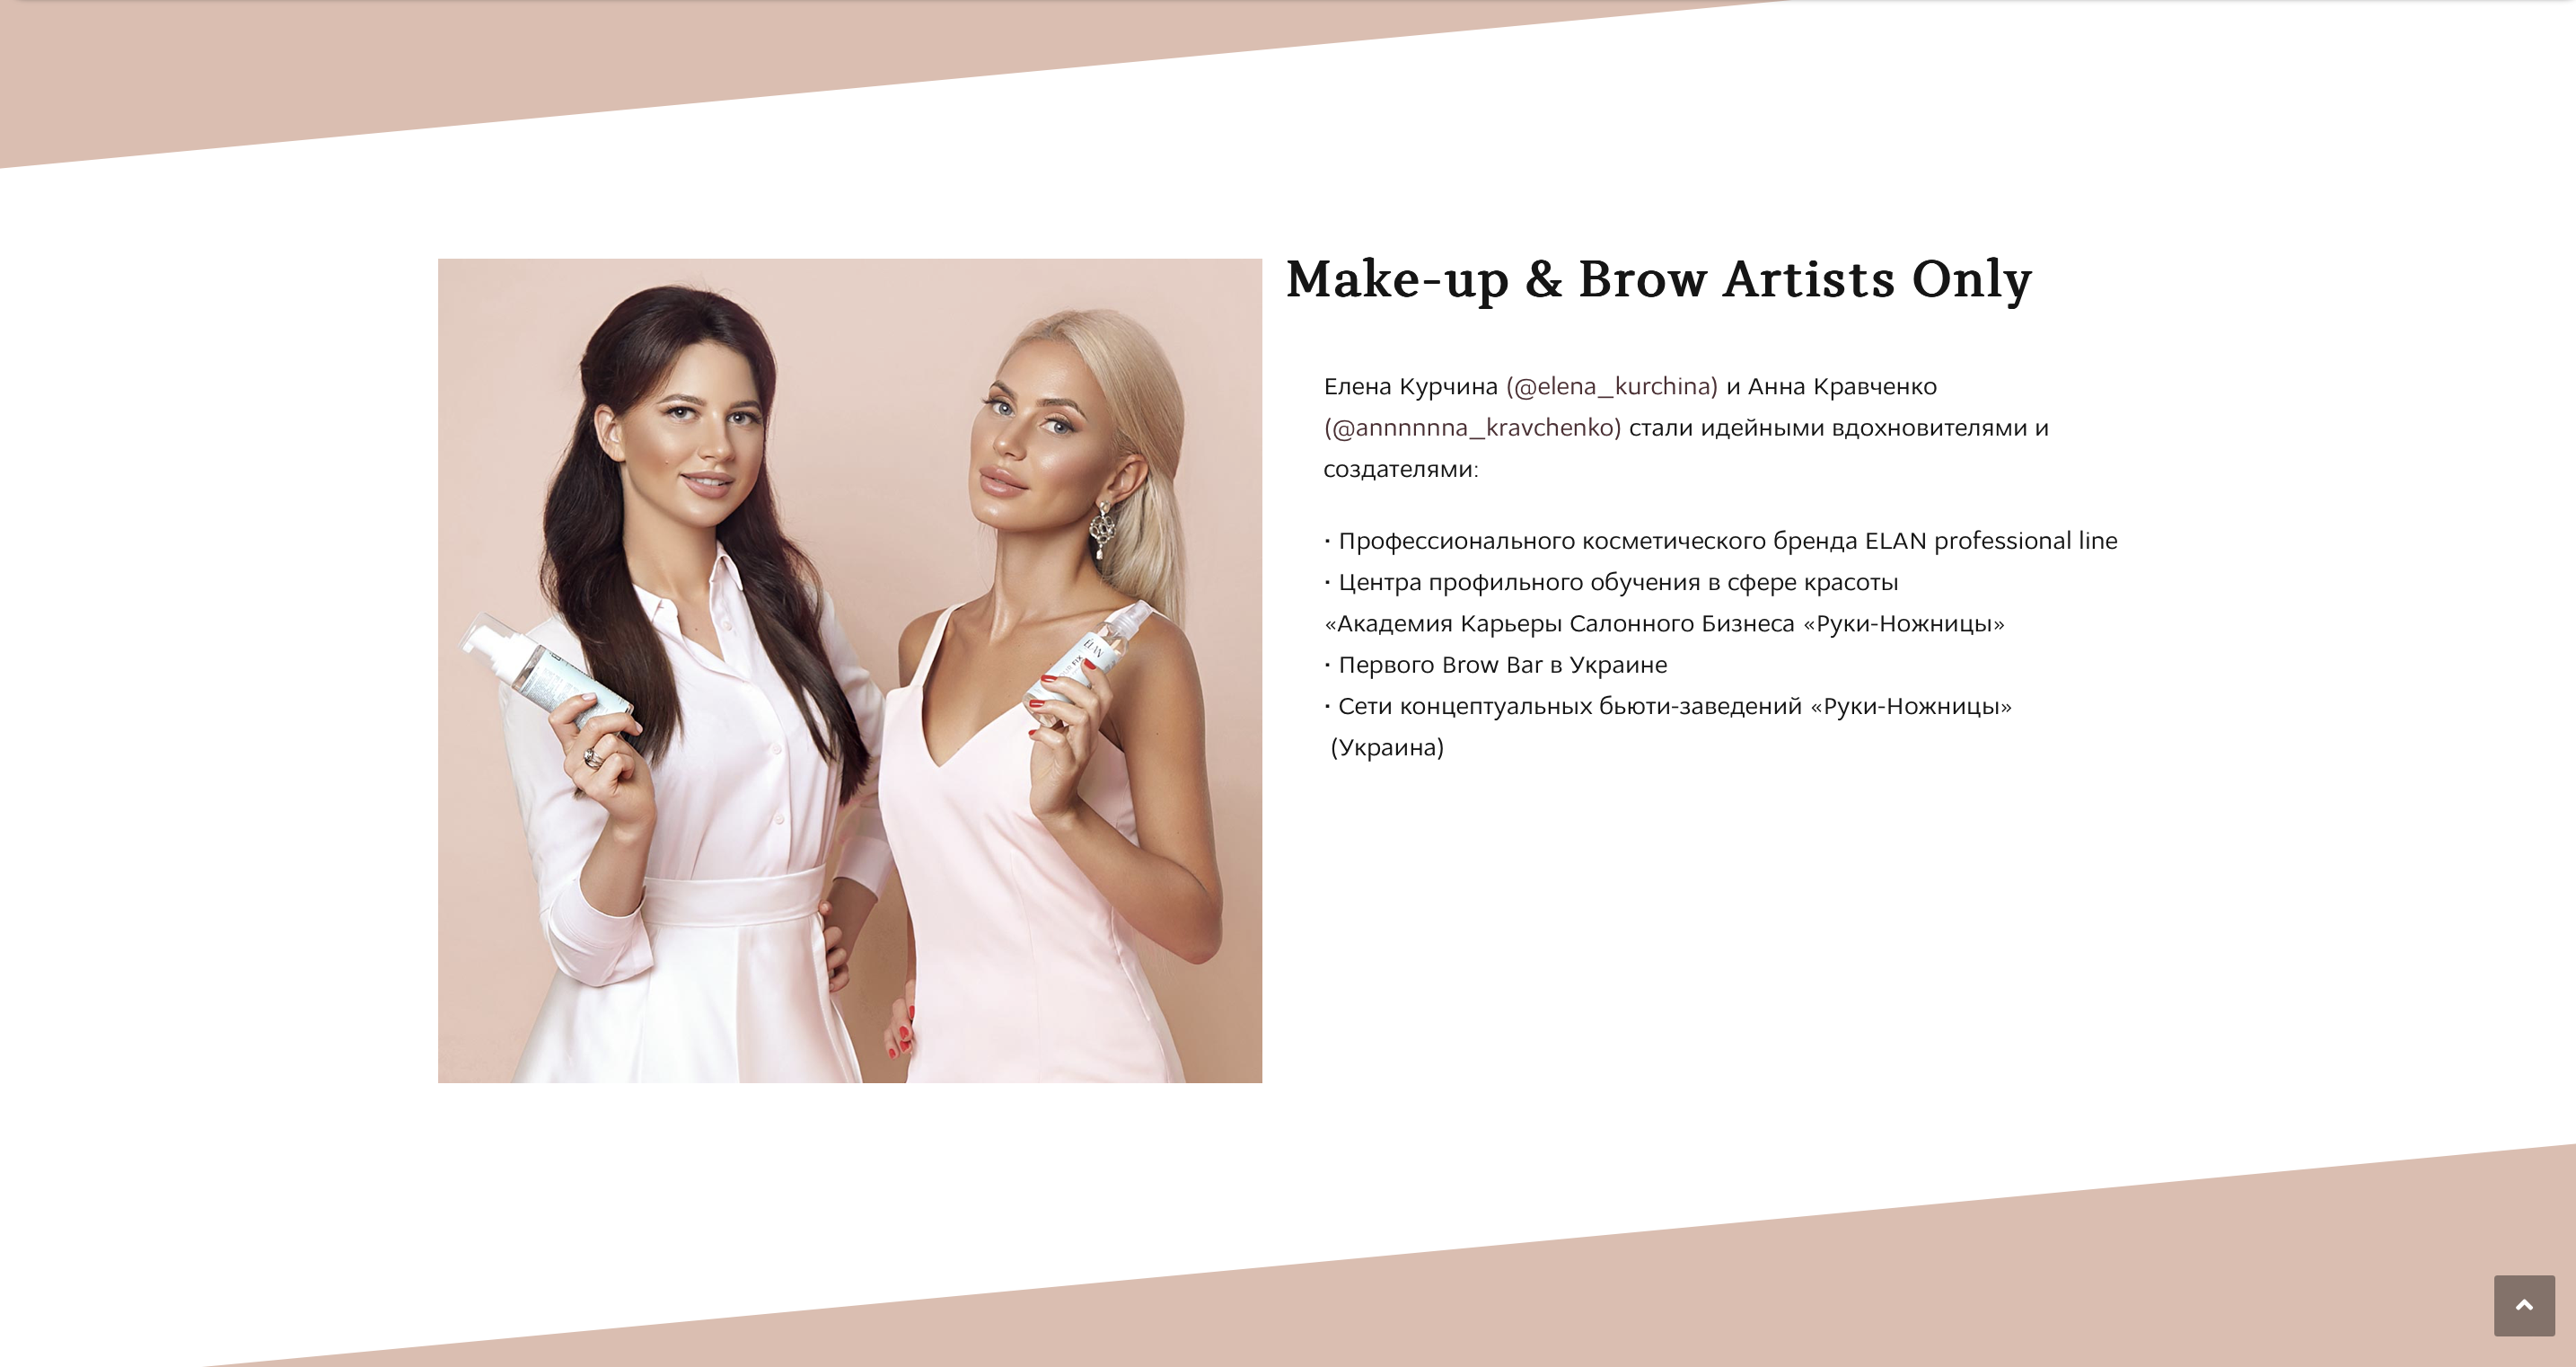 Make-up & Brow Artists Only
Елена Курчина (@elena_kurchina) и Анна Кравченко
(@annnnnna_kravchenko) стали идейными вдохновителями и
создателями:
· Профессионального косметического бренда ELAN professional line
· Центра профильного обучения в сфере красоты
«Академия Карьеры Салонного Бизнеса «Руки-Ножницы»
· Первого Brow Bar в Украине
· Сети концептуальных бьюти-заведений «Руки-Ножницы»
(Украина)
ÉLAN
FIX